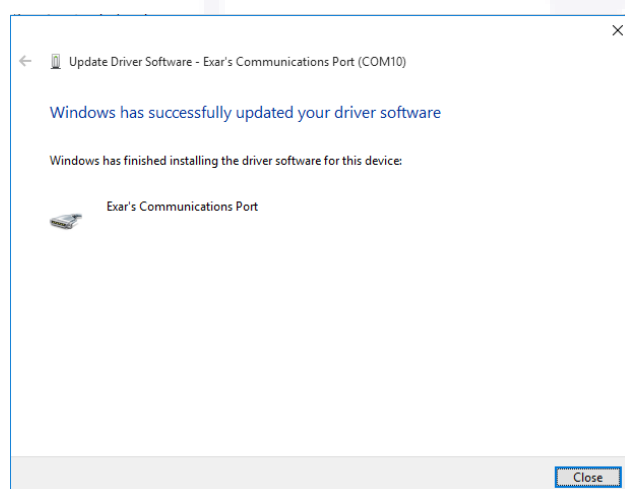 Update Driver Software - Exar's Communications Port (COM10)
Windows has successfully updated your driver software
Windows has finished installing the driver software for this device:
Exar's Communications Port
Close